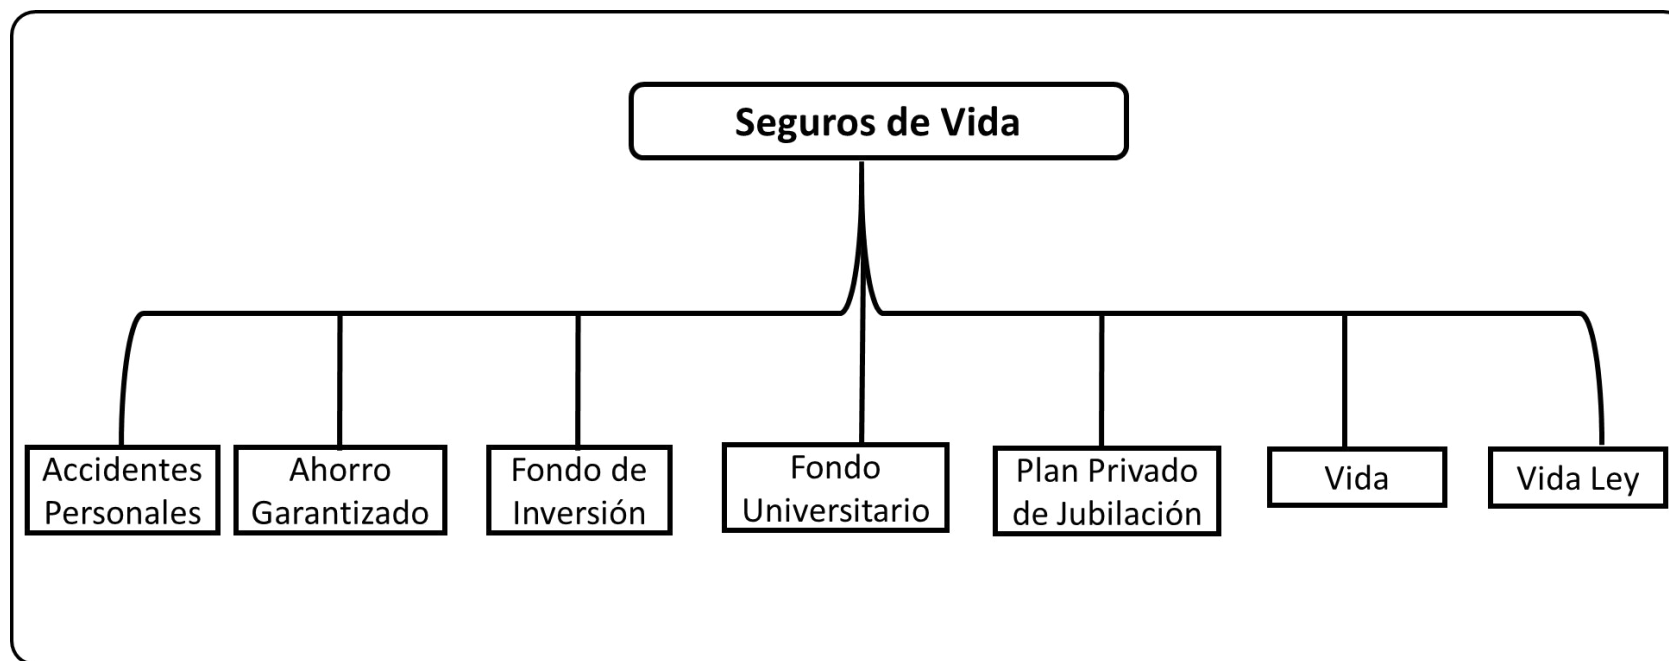 Seguros de Vida
Accidentes
Personales
Ahorro
Garantizado
Fondo de
Inversión
Fondo
Universitario
Plan Privado
de Jubilación
Vida
Vida Ley